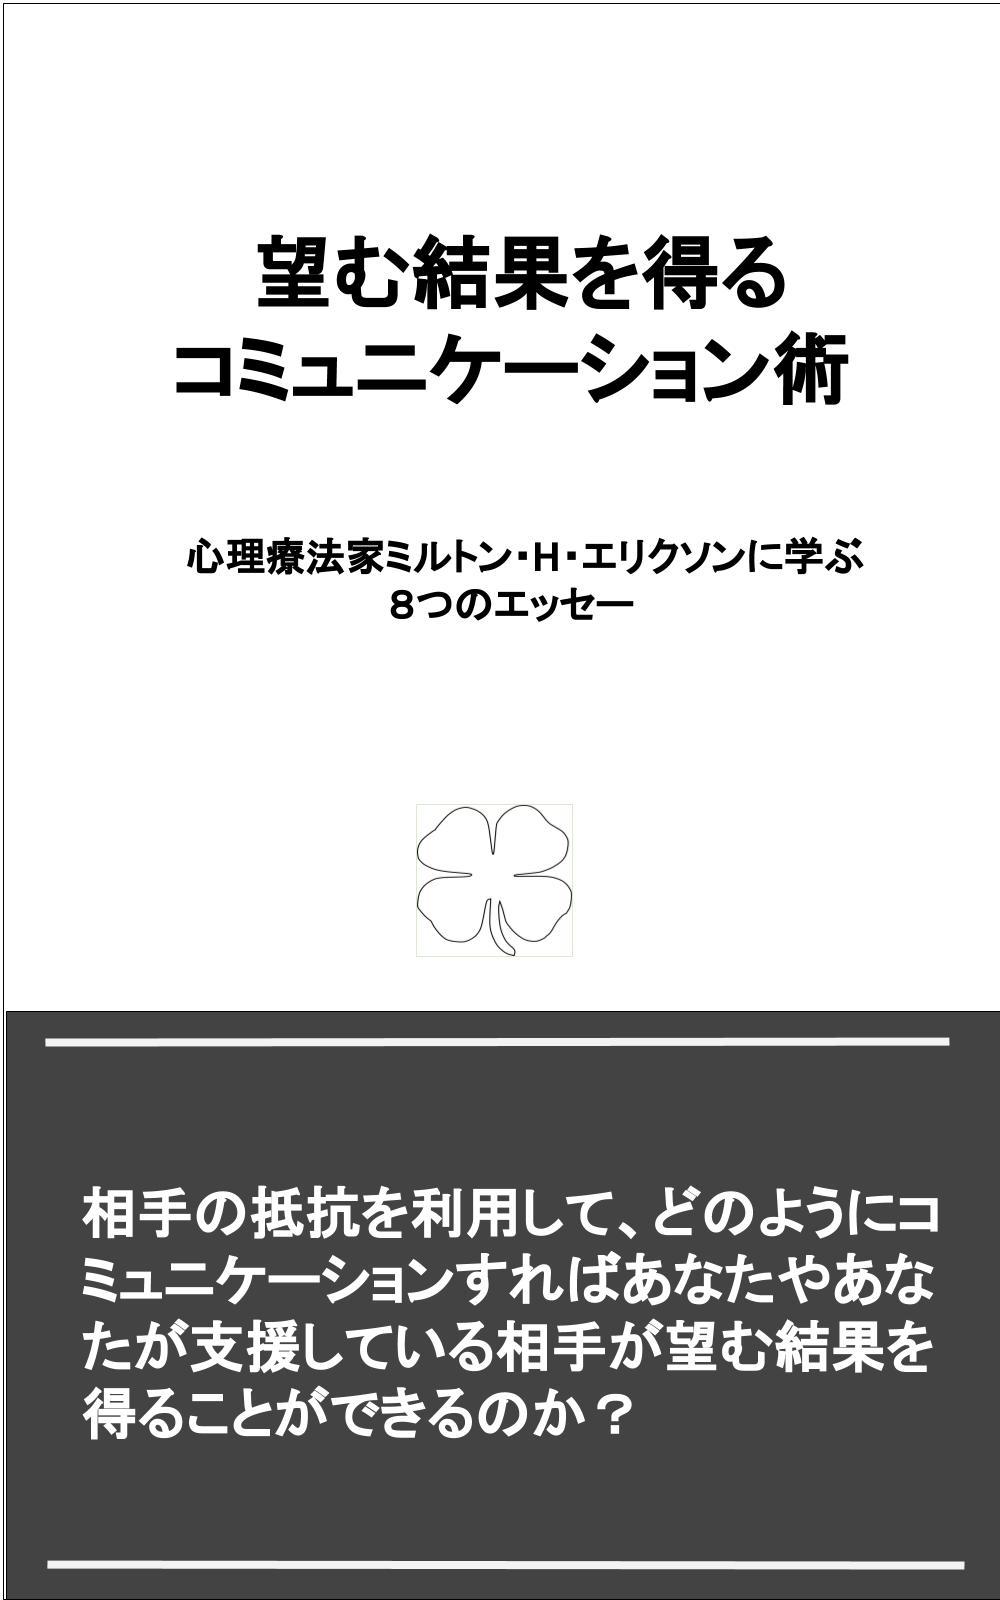 望む結果を得る
コミュニケーション術
心理療法家ミルトン・H・エリクソンに学ぶ
８つのエッセー
相手の抵抗を利用して、どのようにコ
ミュニケーションすればあなたやあな
たが支援している相手が望む結果を
得ることができるのか？